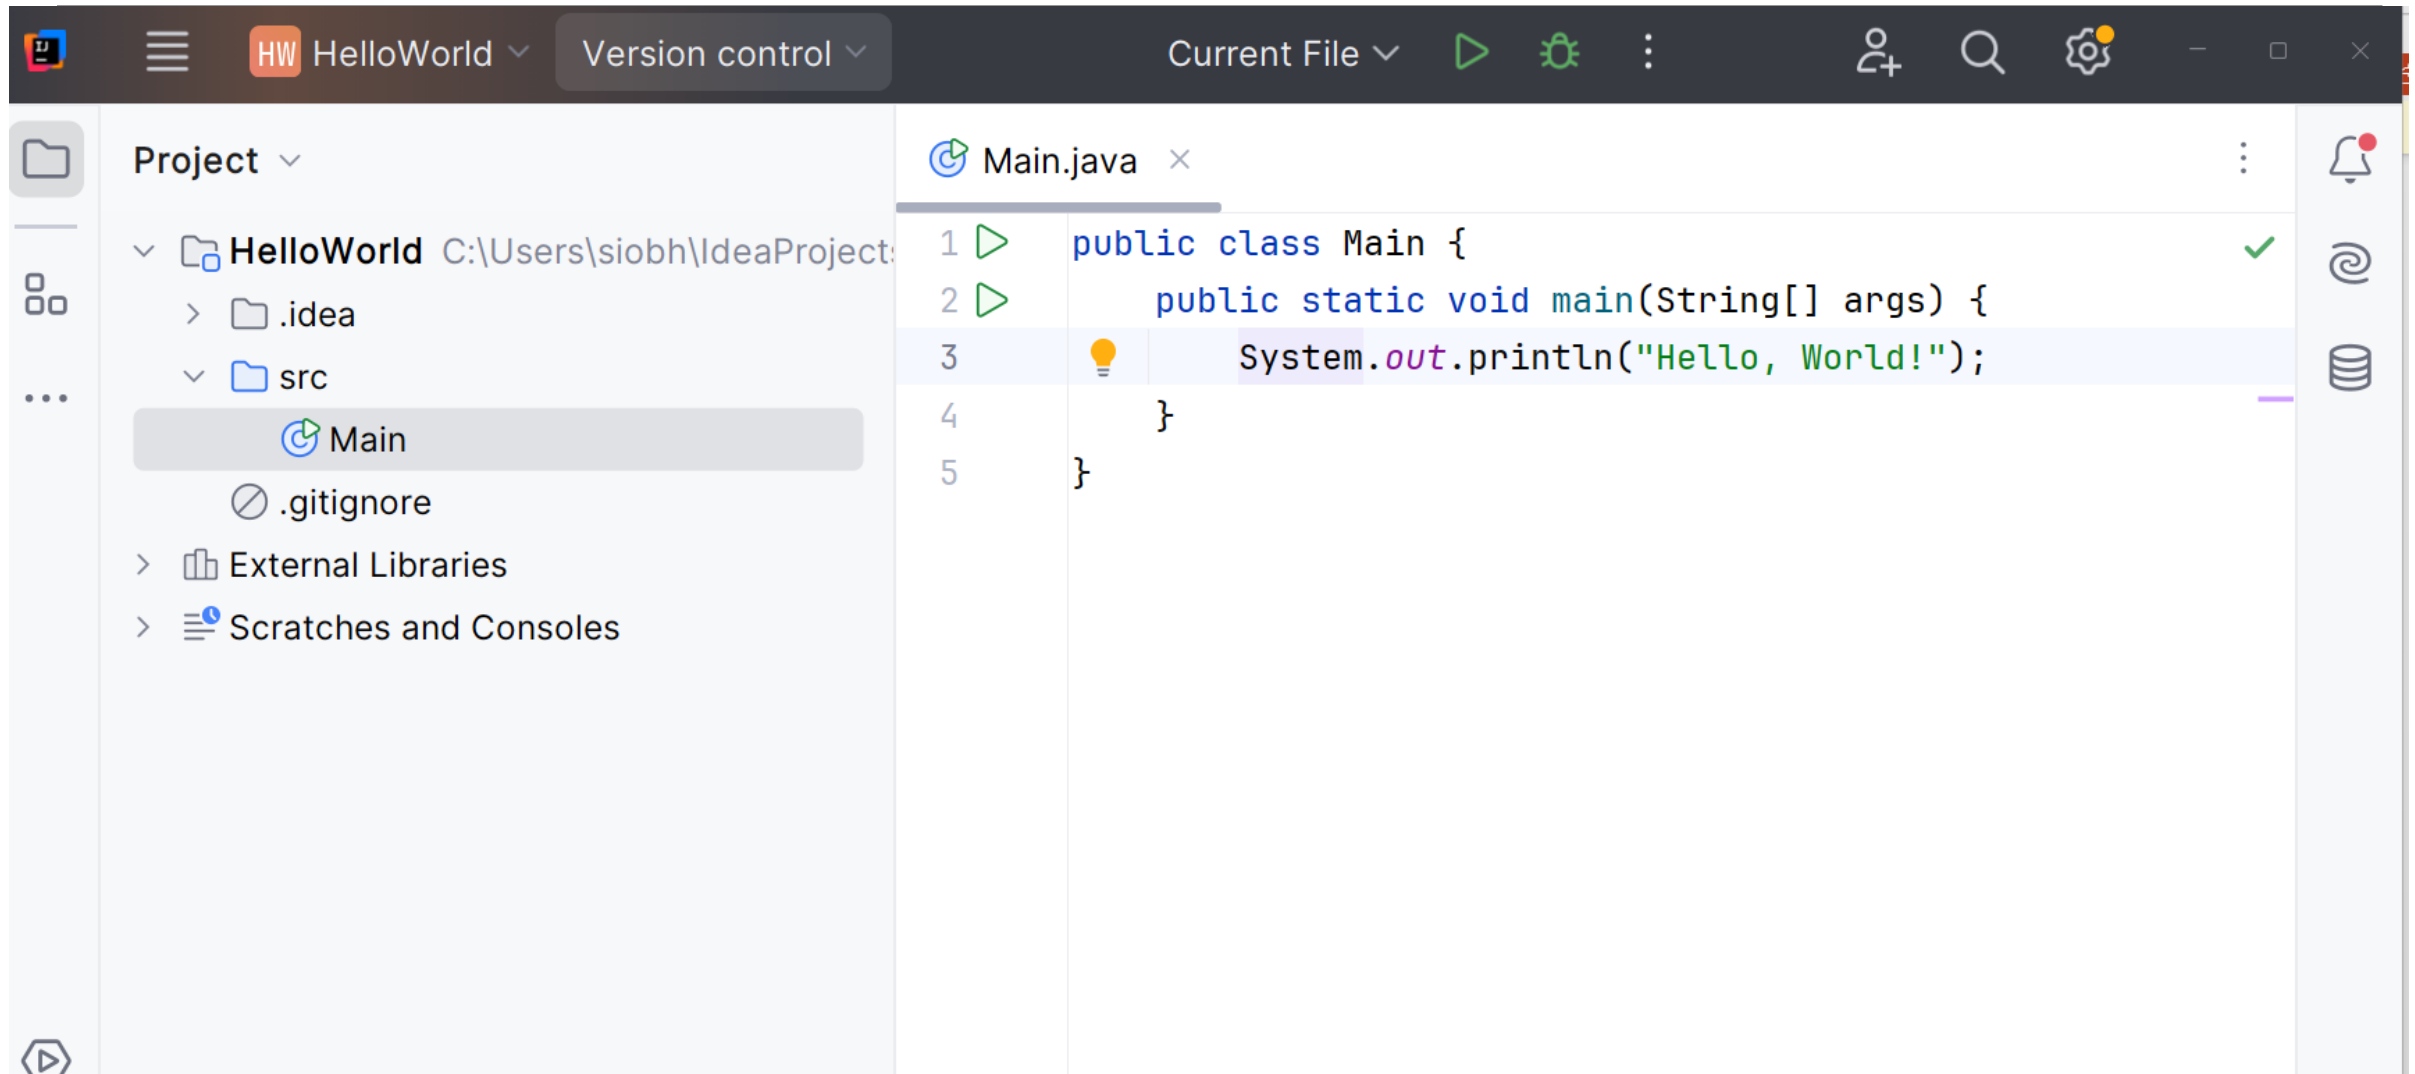 IJ
HW HelloWorld Version control Current File
Project
HelloWorld C:\Users\siobh\IdeaProject
.idea
src
Main
.gitignore
External Libraries
Scratches and Consoles
Main.java
1 public class Main {
2 public static void main(String[] args) {
3 System.out.println("Hello, World!");
4 }
5 }